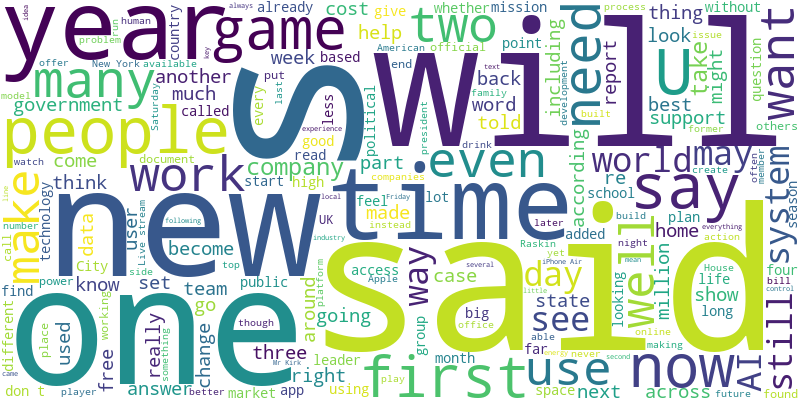 year
game
two
S
will
U
need
want
many
people
new
time
said
one
say
now
first
use
work
even
world
may
system
still
AI
make
day
see
way
well
go
company
government
another
much
called
week
based
help
cost
give
whether
already
country
human
always
idea
run
problem
New York
available
offer
model
Saturday
watch
document
come
think
technology
user
data
number
call
City
live stream
following
side
top
become
power
know
set
team
find
public
different
place
used
working
free
really
something
change
though
three
Mr Kirk
leader
around
platform
going
access
Apple
case
big
office
group
month
right
using
play
market
app
better
answer
player
don t
came
line
key
put
every
last
less
experience
good
read
start
high
family
text
American
official
end
point
mission
without
thing
look
back
word
told
political
president
drink
companies
part
feel
lot
made
Friday
instead
UK
local
industry
later
added
according
including
development
built
support
best
take
report
might
question
issue
process
others
former
create
often
member
season
re
school
build
plan
home
Raskin
yet
iPhone Air
night
mean
action
everything
state
looking
million
House
life
show
long
four
bill
control
several
little
able
far
energy
never
second
online
making
space
next
across
future
found